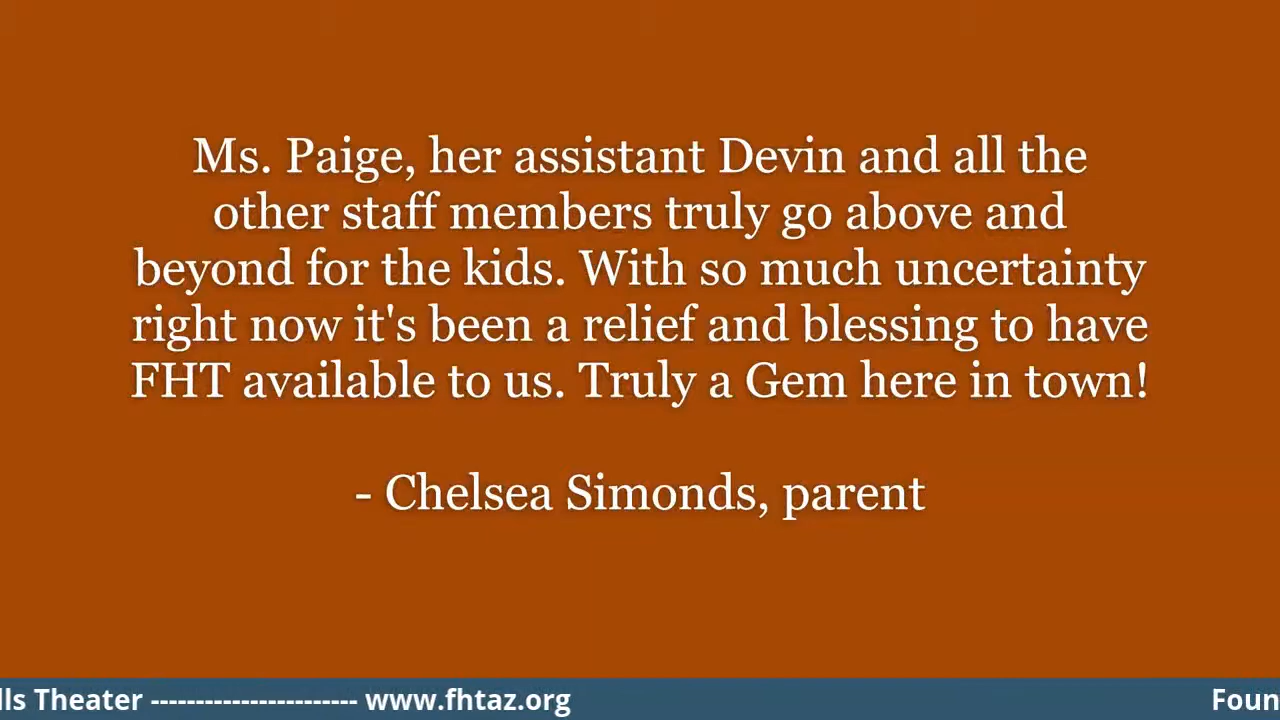 Ms. Paige, her assistant Devin and all the
other staff members truly go above and
beyond for the kids. With so much uncertainty
right now it's been a relief and blessing to have
FHT available to us. Truly a Gem here in town!
- Chelsea Simonds, parent
lls Theater ----------------------- www.fhtaz.org Foun